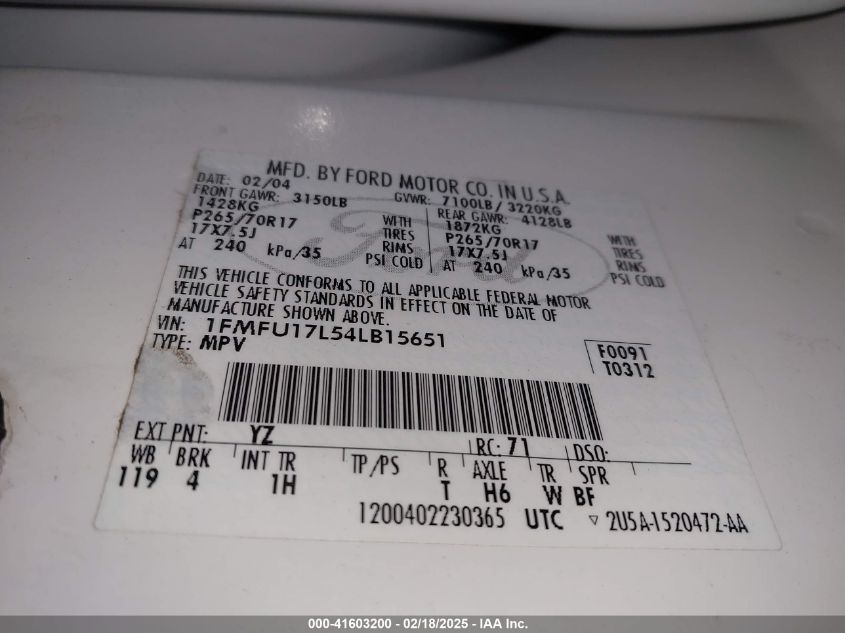 MFD. BY FORD MOTOR CO. IN U.S.A.
DATE: 02/04 GVWR: 7100LB/ 3220KG
FRONT GAWR: 3150LB REAR GAWR: 4128LB
1428KG 1872KG
P265/70R17 WITH P265/70R17 WITH
17X7.5J TIRES 17X7.5J TIRES
RIMS RIMS
AT 240 kPa/35 PSI COLD AT 240 kPa/35 PSI COLD
Ford
THIS VEHICLE CONFORMS TO ALL APPLICABLE FEDERAL MOTOR
VEHICLE SAFETY STANDARDS IN EFFECT ON THE DATE OF
MANUFACTURE SHOWN ABOVE.
VIN: 1FMFU17L54LB15651
TYPE: MPV
F0091
T0312
EXT PNT: YZ RC: 71 DSO:
WB BRK INT TR TP/PS R AXLE TR SPR
119 4 1H T H6 W BF
1200402230365 UTC ▽ 2U5A-1520472-AA
000-41603200 - 02/18/2025 - IAA Inc.